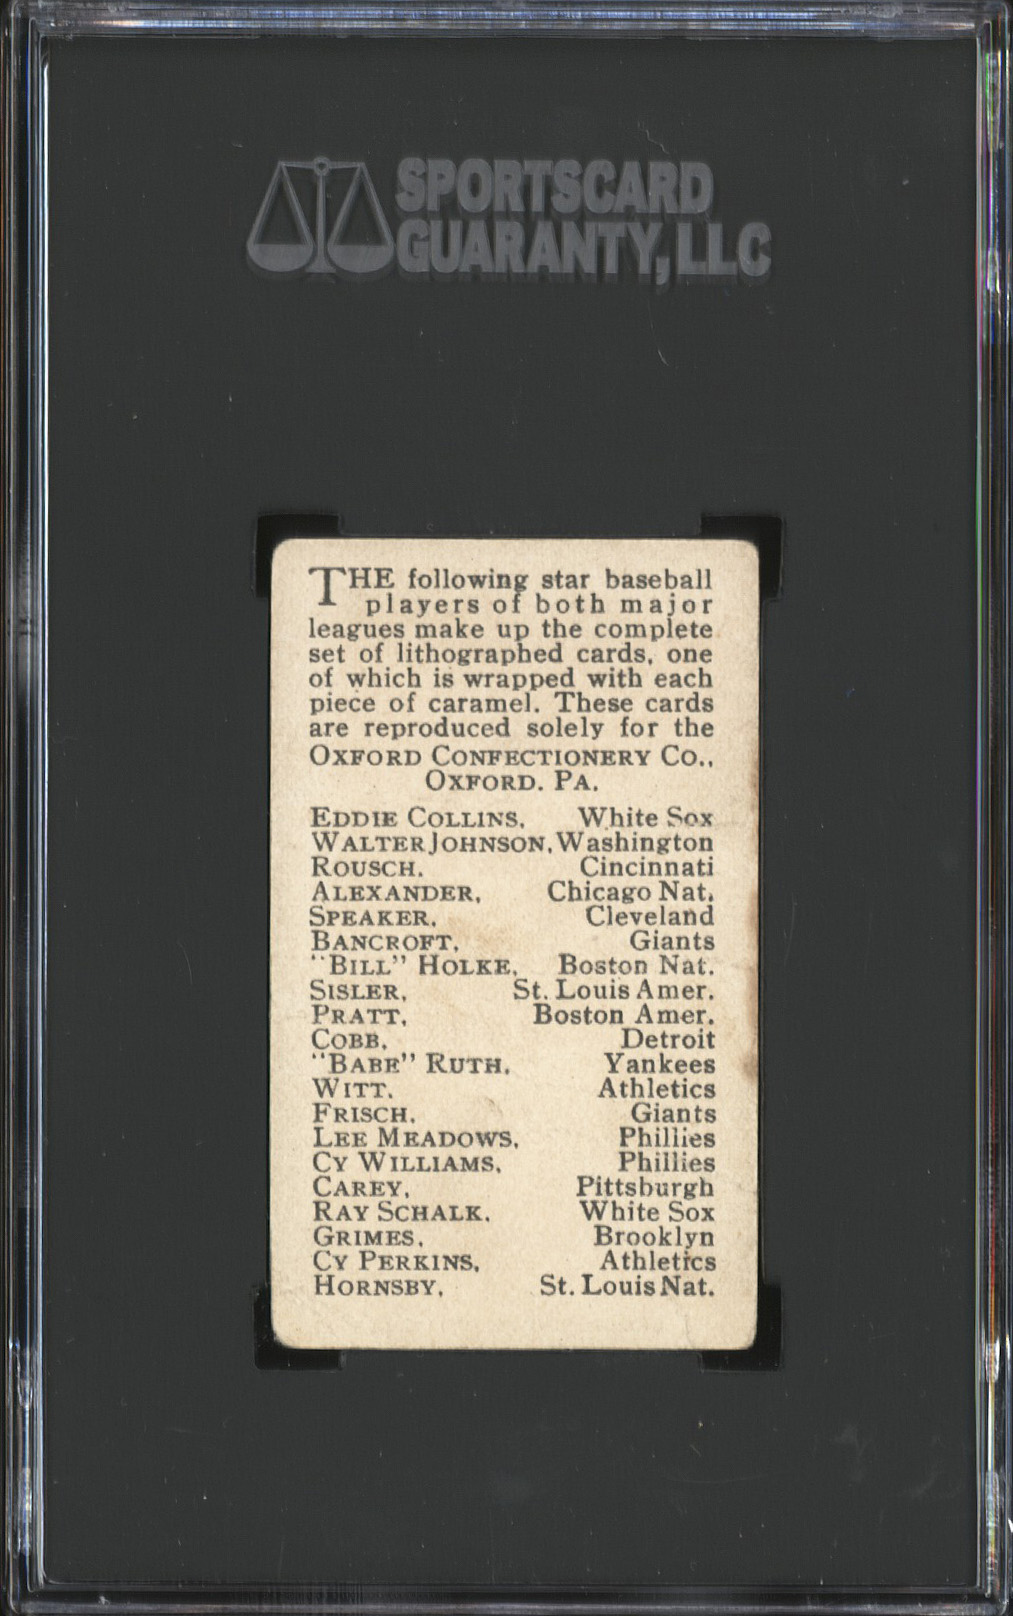 SPORTSCARD
GUARANTY, LLC
THE following star baseball
players of both major
leagues make up the complete
set of lithographed cards, one
of which is wrapped with each
piece of caramel. These cards
are reproduced solely for the
OXFORD CONFECTIONERY CO.,
OXFORD, PA.
EDDIE COLLINS, White Sox
WALTER JOHNSON, Washington
ROUSCH, Cincinnati
ALEXANDER, Chicago Nat.
SPEAKER, Cleveland
BANCROFT, Giants
"BILL" HOLKE, Boston Nat.
SISLER, St. Louis Amer.
PRATT, Boston Amer.
COBB, Detroit
"BABE" RUTH, Yankees
WITT, Athletics
FRISCH, Giants
LEE MEADOWS, Phillies
CY WILLIAMS, Phillies
CAREY, Pittsburgh
RAY SCHALK, White Sox
GRIMES, Brooklyn
CY PERKINS, Athletics
HORNSBY, St. Louis Nat.